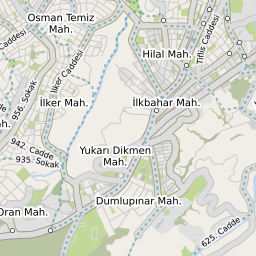 Osman Temiz
Mah.
Hilal Mah.
Tiflis Caddesi
Caddesi
İlker Caddesi
956. Sokak
İlker Mah.
İlkbahar Mah.
942. Cadde
935. Sokak
Yukarı Dikmen
Mah.
Dumlupınar Mah.
Oran Mah.
625. Cadde